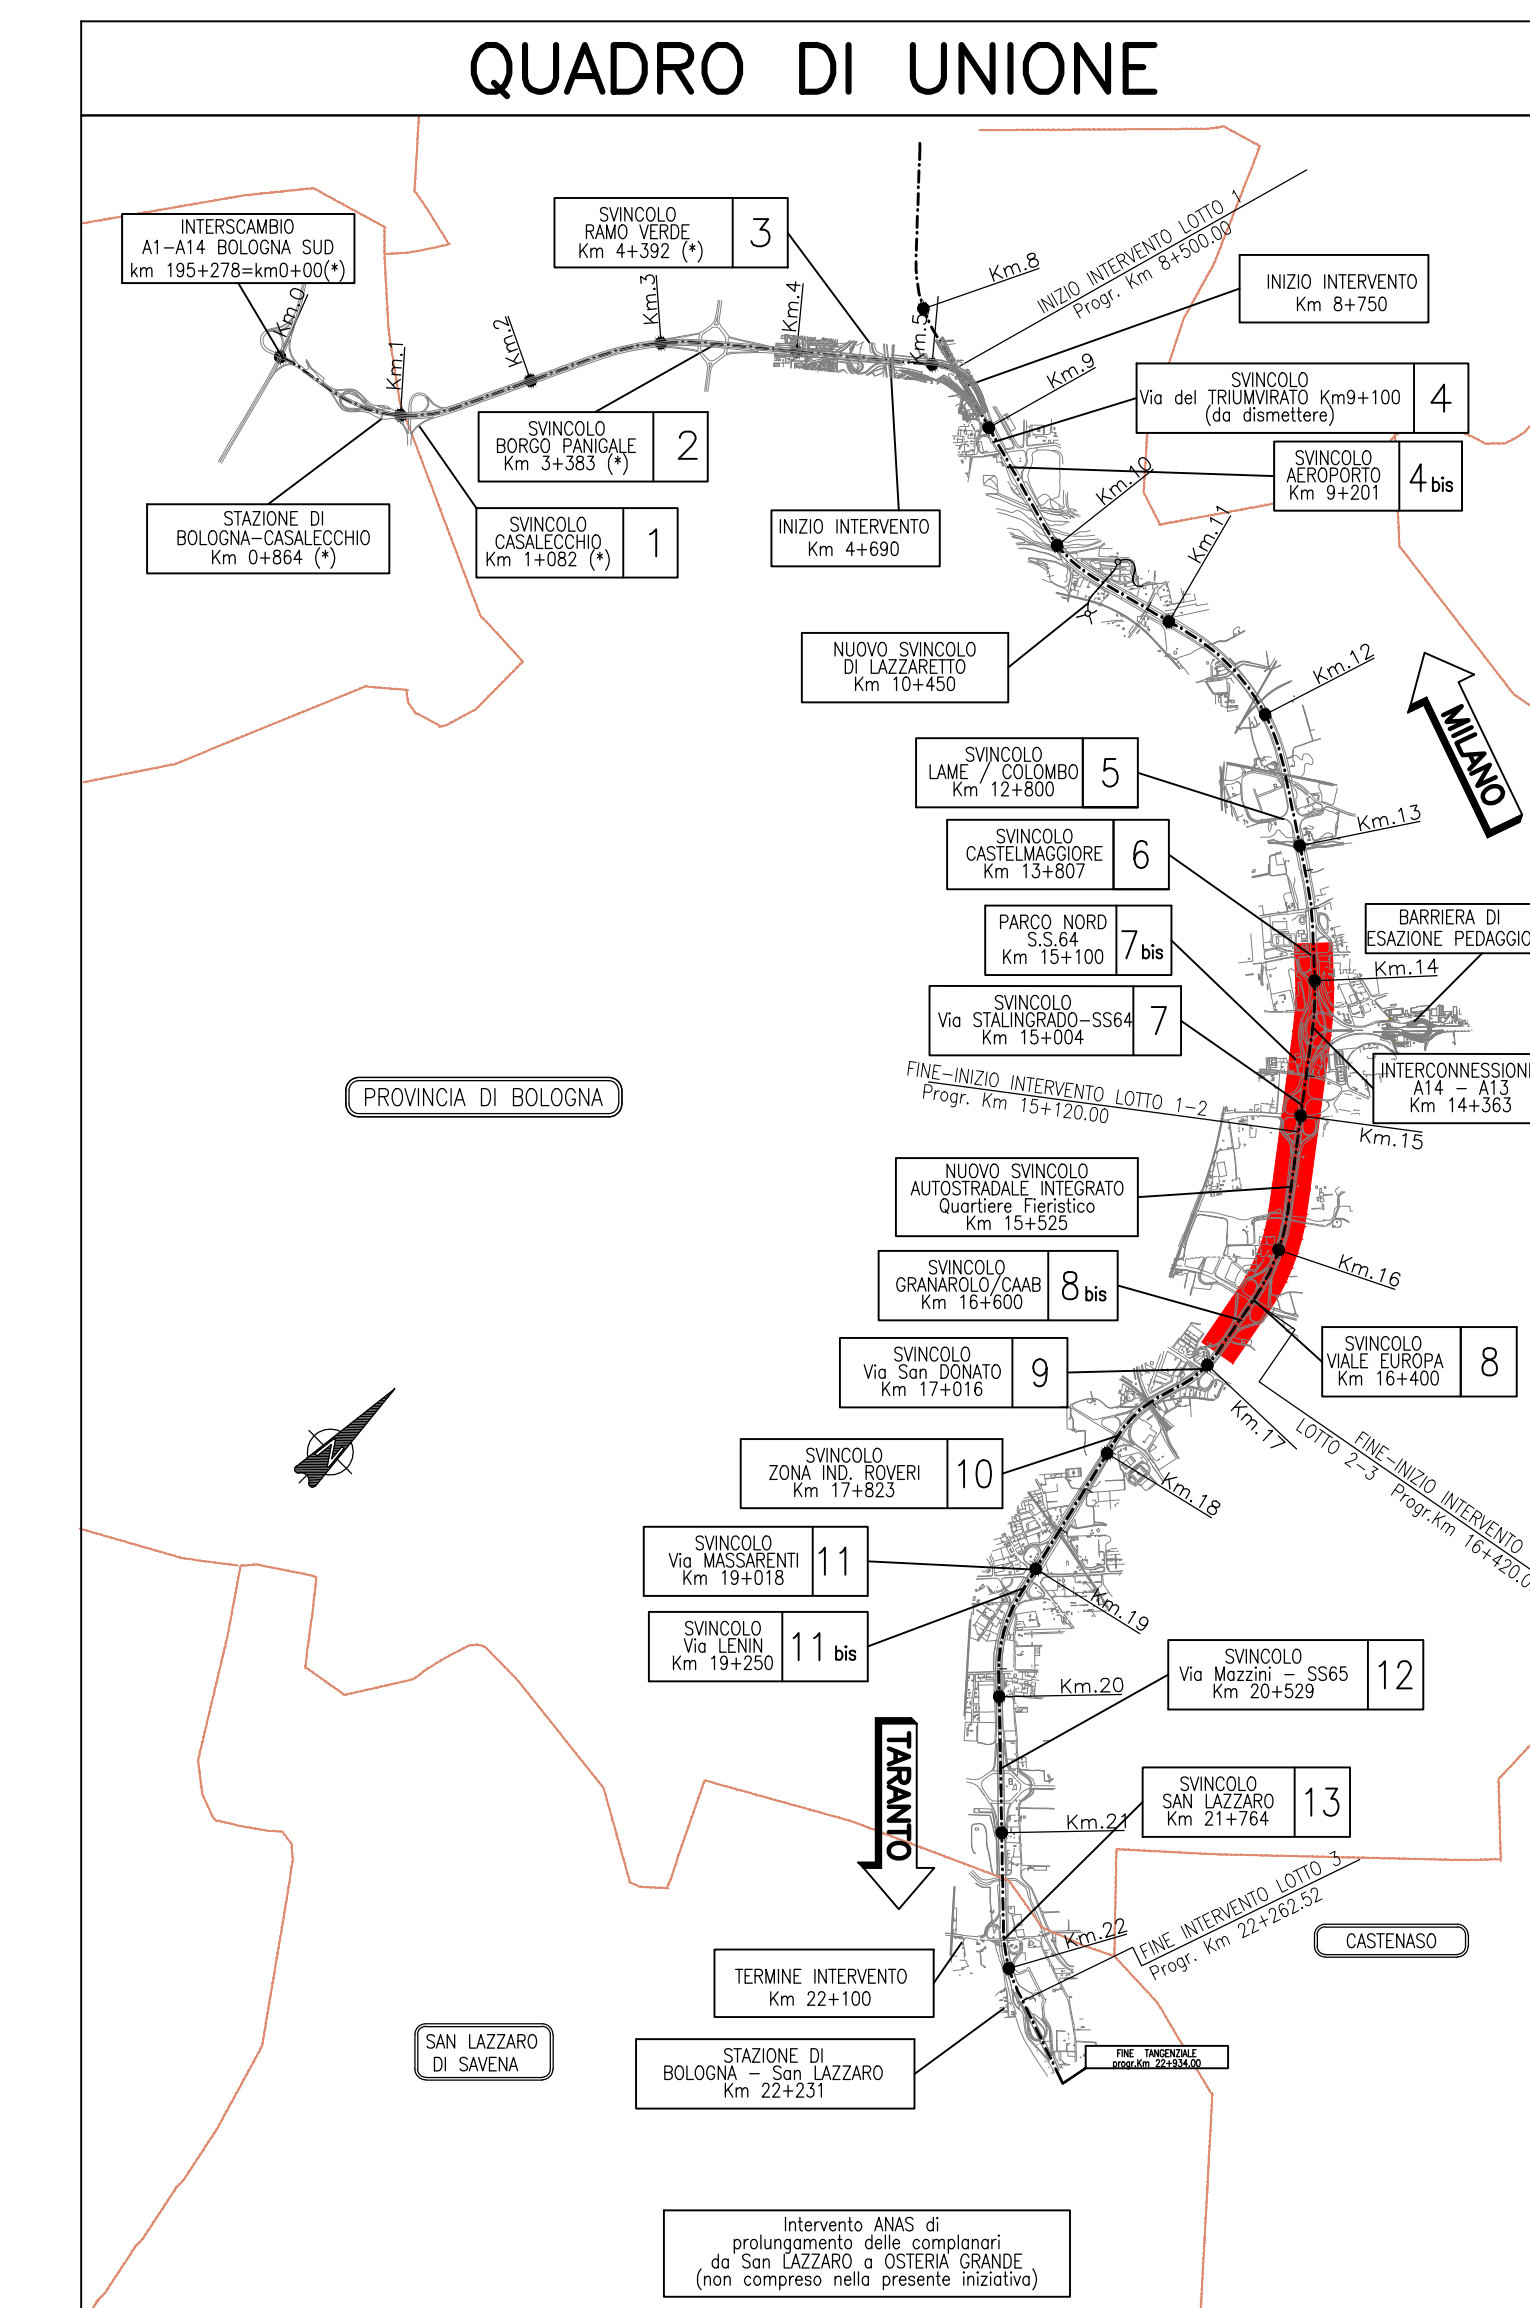 QUADRO DI UNIONE
INTERSCAMBIO
A1-A14 BOLOGNA SUD
km 195+278=km0+00(*)
SVINCOLO
RAMO VERDE
Km 4+392 (*)
3
Km.0
Km.1
Km.2
Km.3
Km.4
Km.5
Km.8
INIZIO INTERVENTO LOTTO 1
Progr. Km 8+500.00
INIZIO INTERVENTO
Km 8+750
Km.9
SVINCOLO
Via del TRIUMVIRATO Km9+100
(da dismettere)
4
SVINCOLO
BORGO PANIGALE
Km 3+383 (*)
2
SVINCOLO
AEROPORTO
Km 9+201
4 bis
Km.10
STAZIONE DI
BOLOGNA-CASALECCHIO
Km 0+864 (*)
SVINCOLO
CASALECCHIO
Km 1+082 (*)
1
INIZIO INTERVENTO
Km 4+690
Km.11
NUOVO SVINCOLO
DI LAZZARETTO
Km 10+450
Km.12
MILANO
SVINCOLO
LAME / COLOMBO
Km 12+800
5
Km.13
SVINCOLO
CASTELMAGGIORE
Km 13+807
6
PARCO NORD
S.S.64
Km 15+100
7 bis
BARRIERA DI
ESAZIONE PEDAGGIO
Km.14
SVINCOLO
Via STALINGRADO-SS64
Km 15+004
7
INTERCONNESSIONE
A14 - A13
Km 14+363
FINE-INIZIO INTERVENTO LOTTO 1-2
Progr. Km 15+120.00
Km.15
PROVINCIA DI BOLOGNA
NUOVO SVINCOLO
AUTOSTRADALE INTEGRATO
Quartiere Fieristico
Km 15+525
Km.16
SVINCOLO
GRANAROLO/CAAB
Km 16+600
8 bis
SVINCOLO
VIALE EUROPA
Km 16+400
8
SVINCOLO
Via San DONATO
Km 17+016
9
Km.17
FINE-INIZIO INTERVENTO
LOTTO 2-3 Progr.Km 16+420.0
SVINCOLO
ZONA IND. ROVERI
Km 17+823
10
Km.18
SVINCOLO
Via MASSARENTI
Km 19+018
11
Km.19
SVINCOLO
Via LENIN
Km 19+250
11 bis
SVINCOLO
Via Mazzini - SS65
Km 20+529
12
Km.20
TARANTO
SVINCOLO
SAN LAZZARO
Km 21+764
13
Km.21
FINE INTERVENTO LOTTO 3
Progr. Km 22+262.52
Km.22
CASTENASO
TERMINE INTERVENTO
Km 22+100
SAN LAZZARO
DI SAVENA
STAZIONE DI
BOLOGNA - San LAZZARO
Km 22+231
FINE TANGENZIALE
progr.Km 22+934.00
Intervento ANAS di
prolungamento delle complanari
da San LAZZARO a OSTERIA GRANDE
(non compreso nella presente iniziativa)